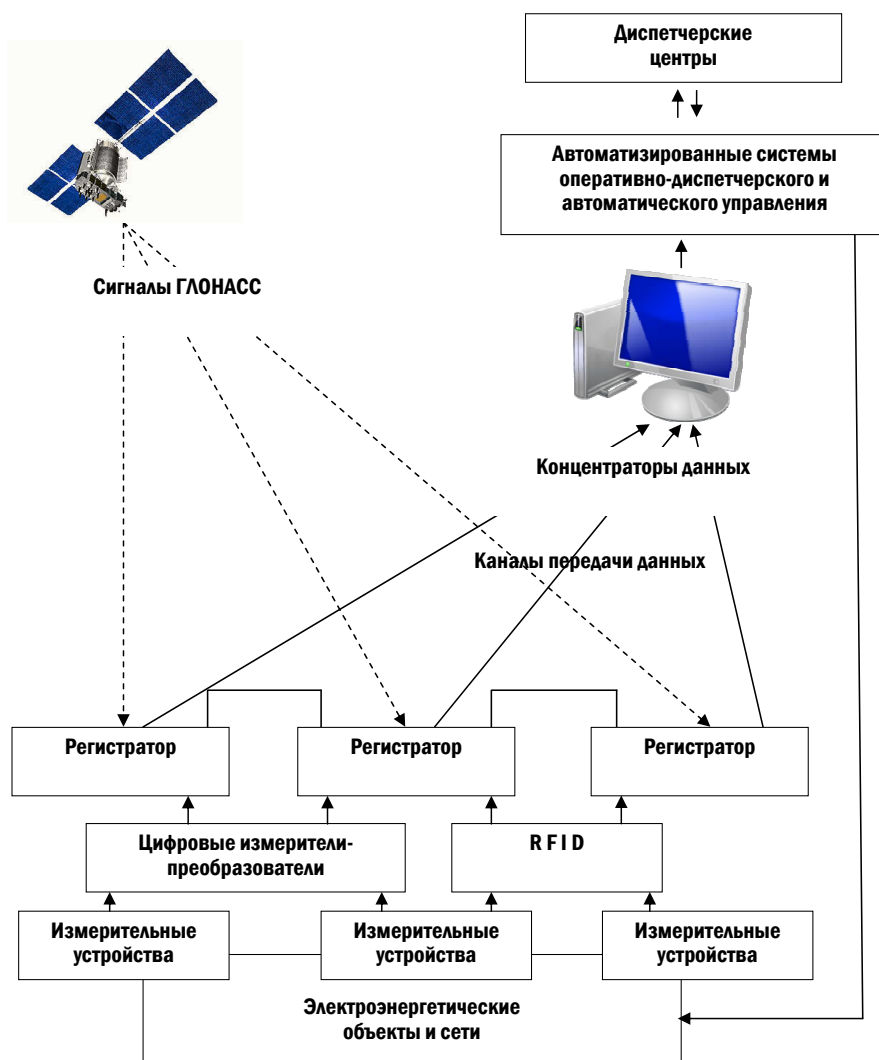 Диспетчерские
центры
Автоматизированные системы
оперативно-диспетчерского и
автоматического управления
Сигналы ГЛОНАСС
Концентраторы данных
Каналы передачи данных
Регистратор
Регистратор
Регистратор
Цифровые измерители-
преобразователи
R F I D
Измерительные
устройства
Измерительные
устройства
Измерительные
устройства
Электроэнергетические
объекты и сети